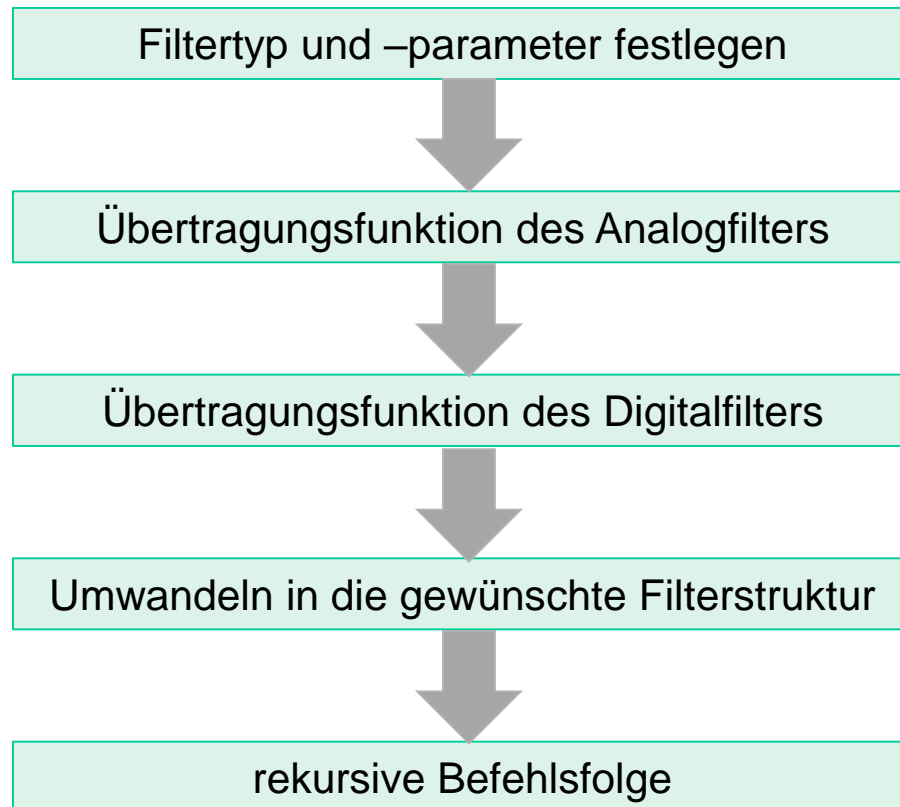 Filtertyp und –parameter festlegen
Übertragungsfunktion des Analogfilters
Übertragungsfunktion des Digitalfilters
Umwandeln in die gewünschte Filterstruktur
rekursive Befehlsfolge